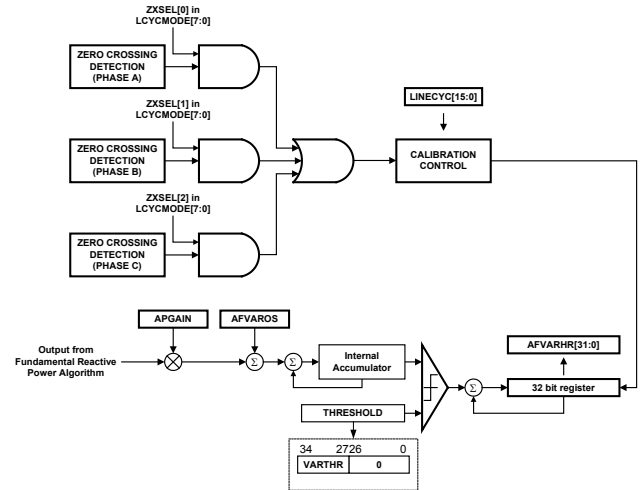 ZXSEL[0] in
LCYCMODE[7:0]
ZERO CROSSING
DETECTION
(PHASE A)
ZXSEL[1] in
LCYCMODE[7:0]
ZERO CROSSING
DETECTION
(PHASE B)
ZXSEL[2] in
LCYCMODE[7:0]
ZERO CROSSING
DETECTION
(PHASE C)
LINECYC[15:0]
CALIBRATION
CONTROL
APGAIN
AFVAROS
Output from
Fundamental Reactive
Power Algorithm
Σ
Σ
Internal
Accumulator
THRESHOLD
34 2726 0
VARTHR 0
Σ
AFVARHR[31:0]
32 bit register